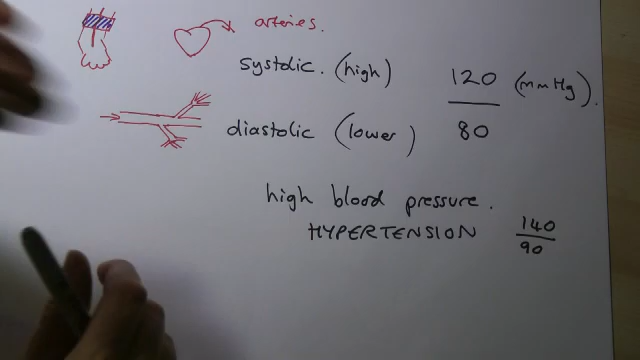 arteries.
systolic. (high)
120 (mmHg).
diastolic (lower)
80
high blood pressure.
HYPERTENSION
140
90